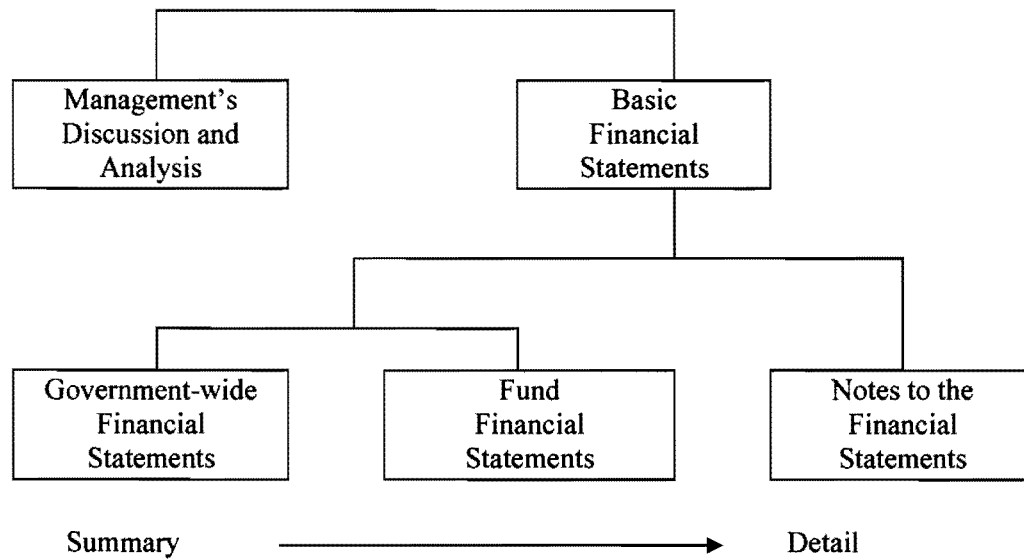 Management's
Discussion and
Analysis
Basic
Financial
Statements
Government-wide
Financial
Statements
Fund
Financial
Statements
Notes to the
Financial
Statements
Summary
Detail